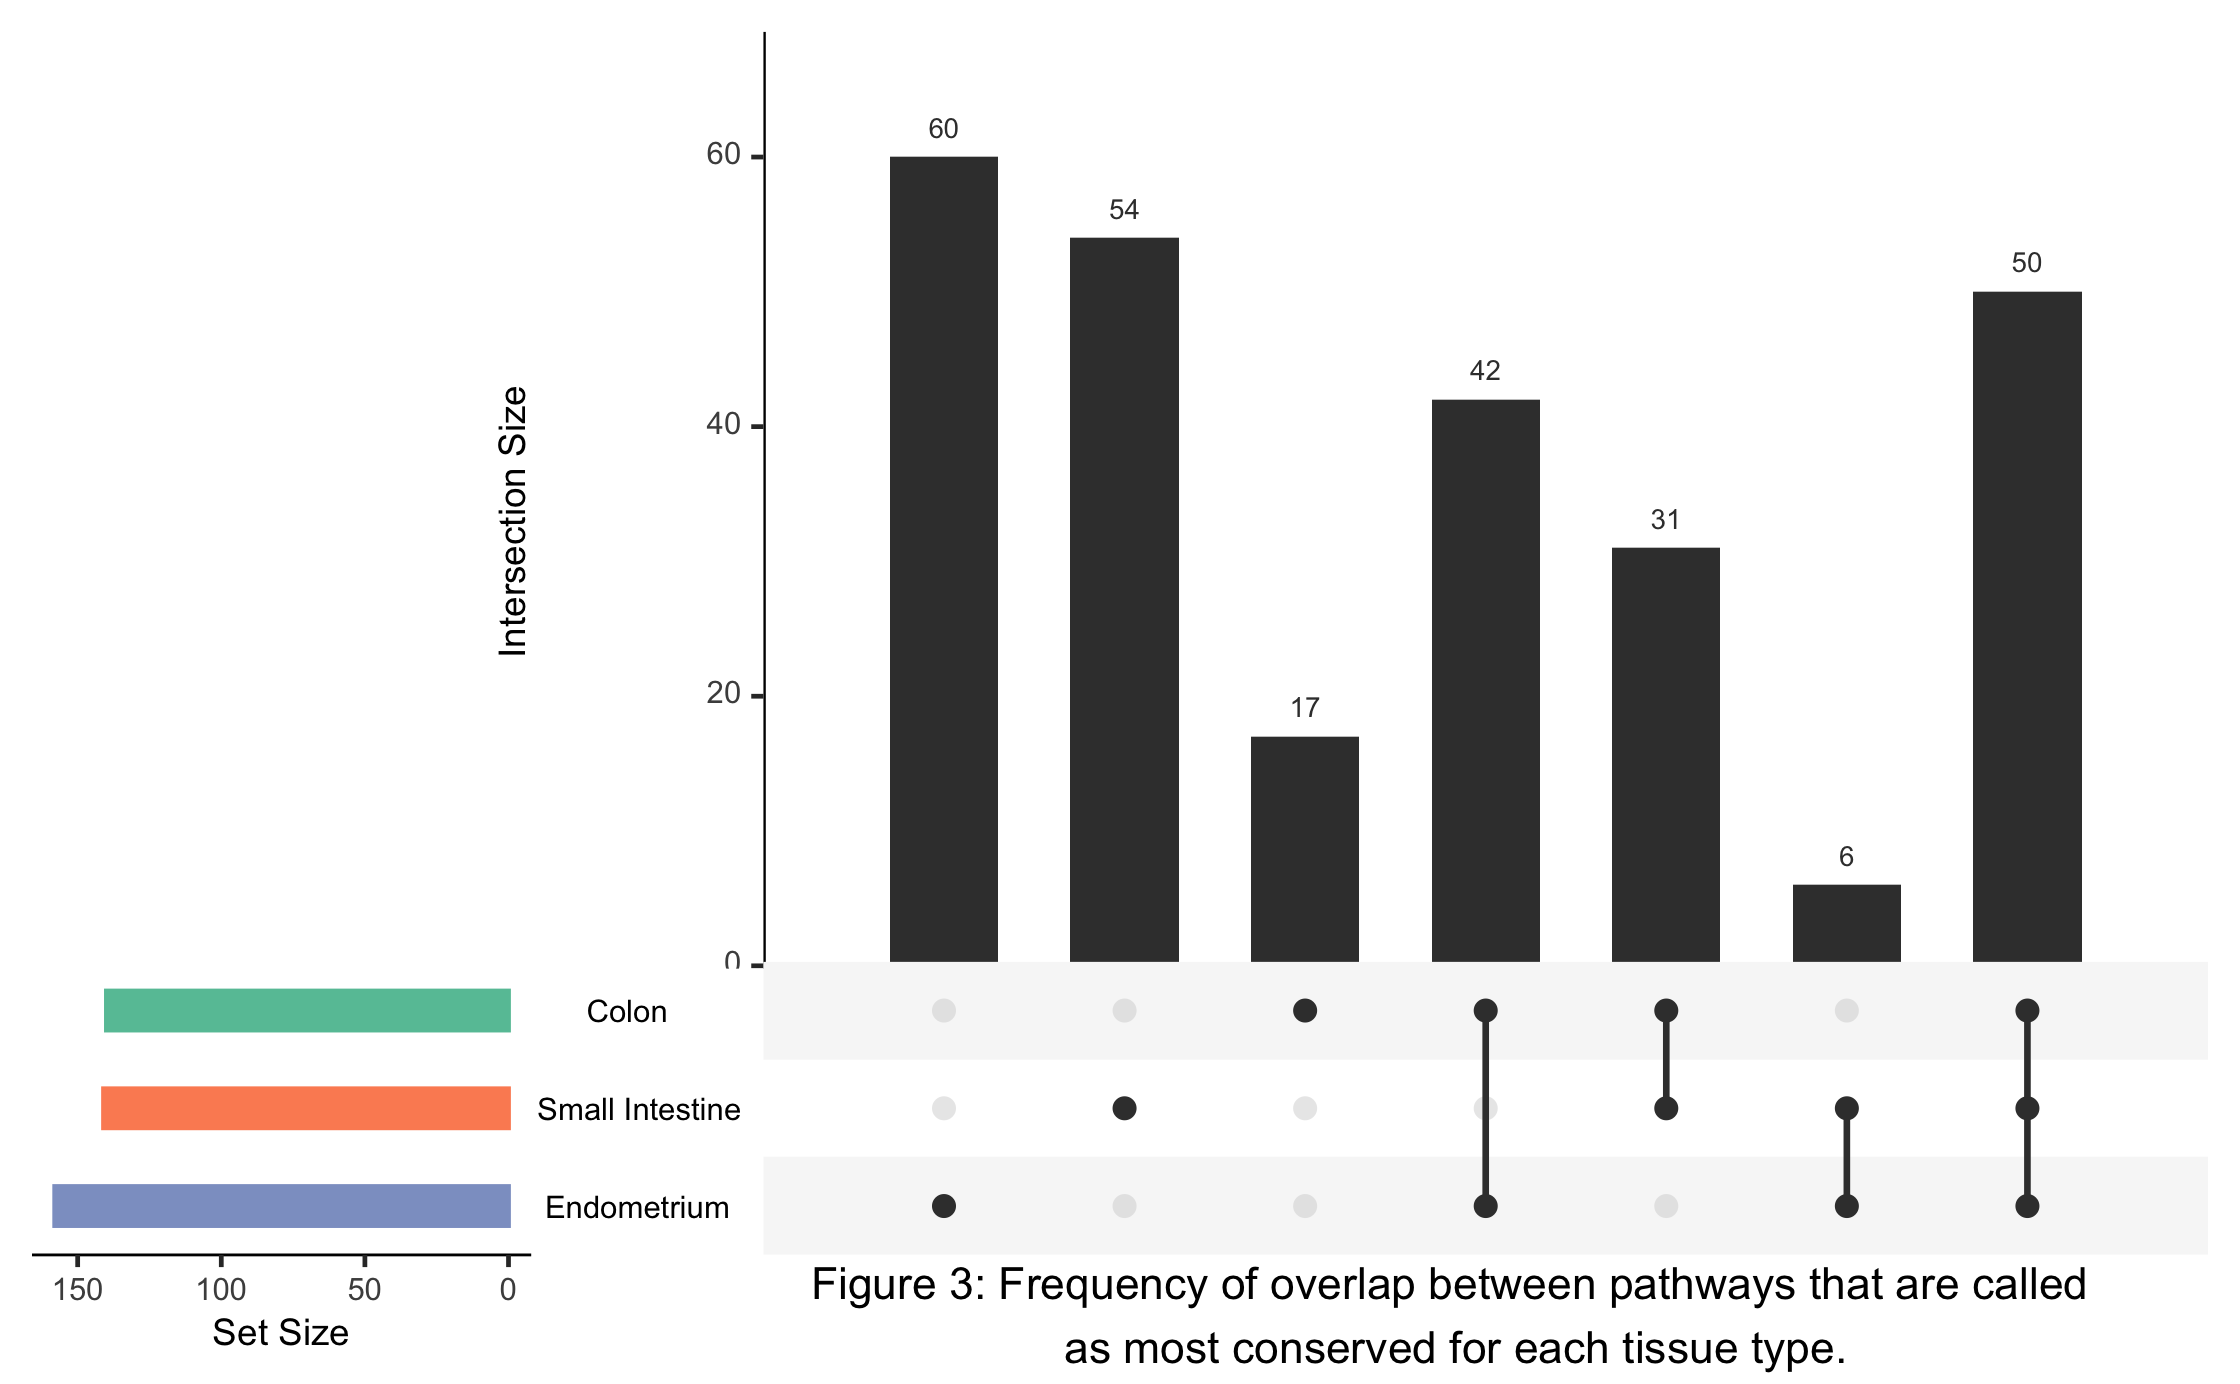 60
54
50
42
31
17
6
60
40
20
0
Intersection Size
Colon
Small Intestine
Endometrium
150 100 50 0
Set Size
Figure 3: Frequency of overlap between pathways that are called
as most conserved for each tissue type.